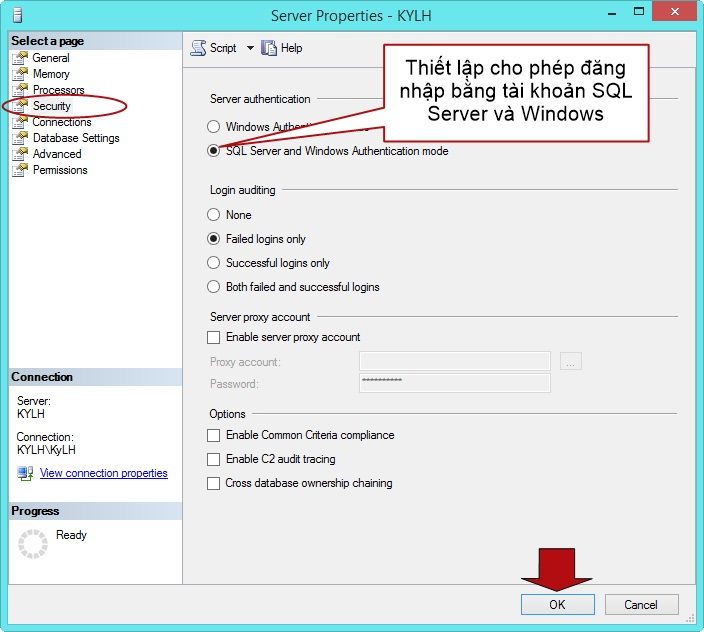 Server Properties - KYLH
Select a page
General
Memory
Processors
Security
Connections
Database Settings
Advanced
Permissions
Script
Help
Thiết lập cho phép đăng
nhập bằng tài khoản SQL
Server và Windows
Server authentication
Windows
SQL Server and Windows Authentication mode
Login auditing
None
Failed logins only
Successful logins only
Both failed and successful logins
Server proxy account
Enable server proxy account
Proxy account:
...
Password:
**********
Options
Enable Common Criteria compliance
Enable C2 audit tracing
Cross database ownership chaining
Connection
Server:
KYLH
Connection:
KYLH\KyLH
View connection properties
Progress
Ready
OK
Cancel